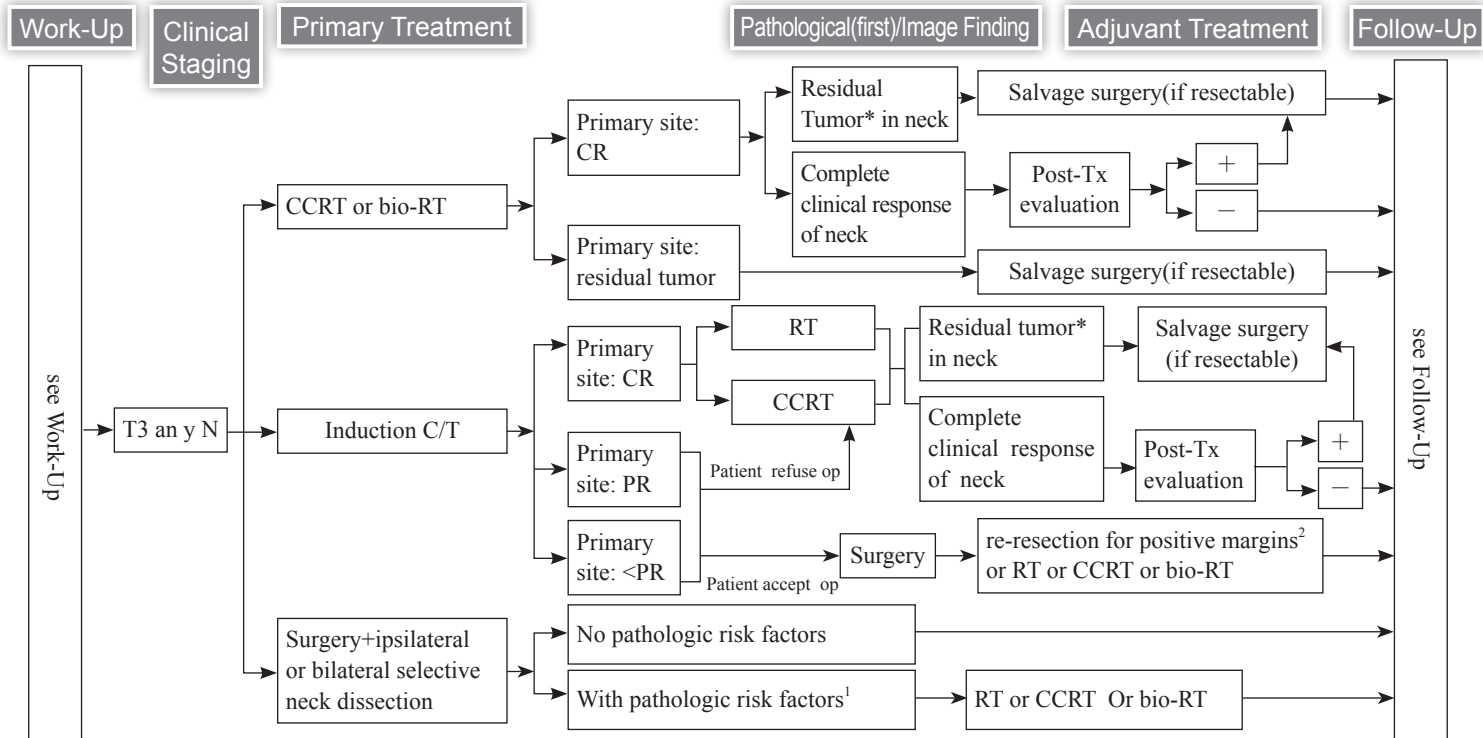 Work-Up
Clinical
Staging
Primary Treatment
Pathological(first)/Image Finding
Adjuvant Treatment
Follow-Up
see Work-Up
T3 an y N
CCRT or bio-RT
Primary site:
CR
Residual
Tumor* in neck
Salvage surgery(if resectable)
Complete
clinical response
of neck
Post-Tx
evaluation
+
−
Primary site:
residual tumor
Salvage surgery(if resectable)
Induction C/T
Primary
site: CR
RT
CCRT
Residual tumor*
in neck
Salvage surgery
(if resectable)
Complete
clinical response
of neck
Post-Tx
evaluation
+
−
Primary
site: PR
Patient refuse op
Primary
site: <PR
Patient accept op
Surgery
re-resection for positive margins2
or RT or CCRT or bio-RT
Surgery+ipsilateral
or bilateral selective
neck dissection
No pathologic risk factors
With pathologic risk factors1
RT or CCRT Or bio-RT
see Follow-Up